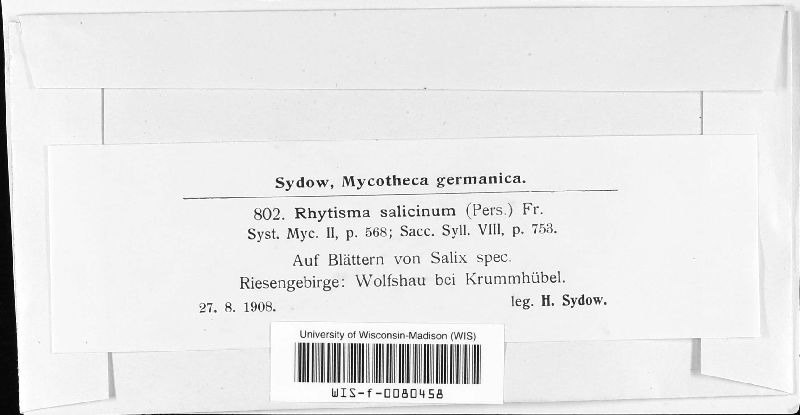 Sydow, Mycotheca germanica.
802. Rhytisma salicinum (Pers.) Fr.
Syst. Myc. II, p. 568; Sacc. Syll. VIII, p. 753.
Auf Blättern von Salix spec.
Riesengebirge: Wolfshau bei Krummhübel.
27. 8. 1908. leg. H. Sydow.
University of Wisconsin-Madison (WIS)
WIS-f-0080458